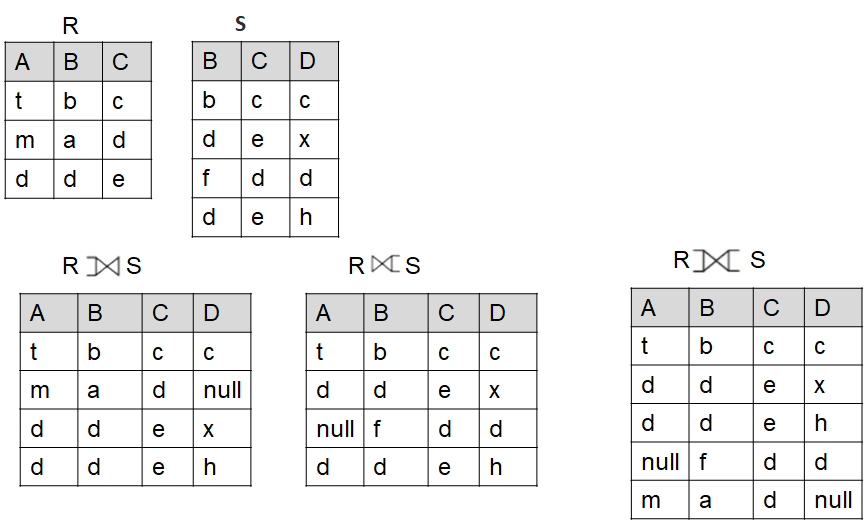 R
A B C
t b c
m a d
d d e
S
B C D
b c c
d e x
f d d
d e h
R ⟕ S
A B C D
t b c c
m a d null
d d e x
d d e h
R ⟖ S
A B C D
t b c c
d d e x
null f d d
d d e h
R ⟗ S
A B C D
t b c c
d d e x
d d e h
null f d d
m a d null